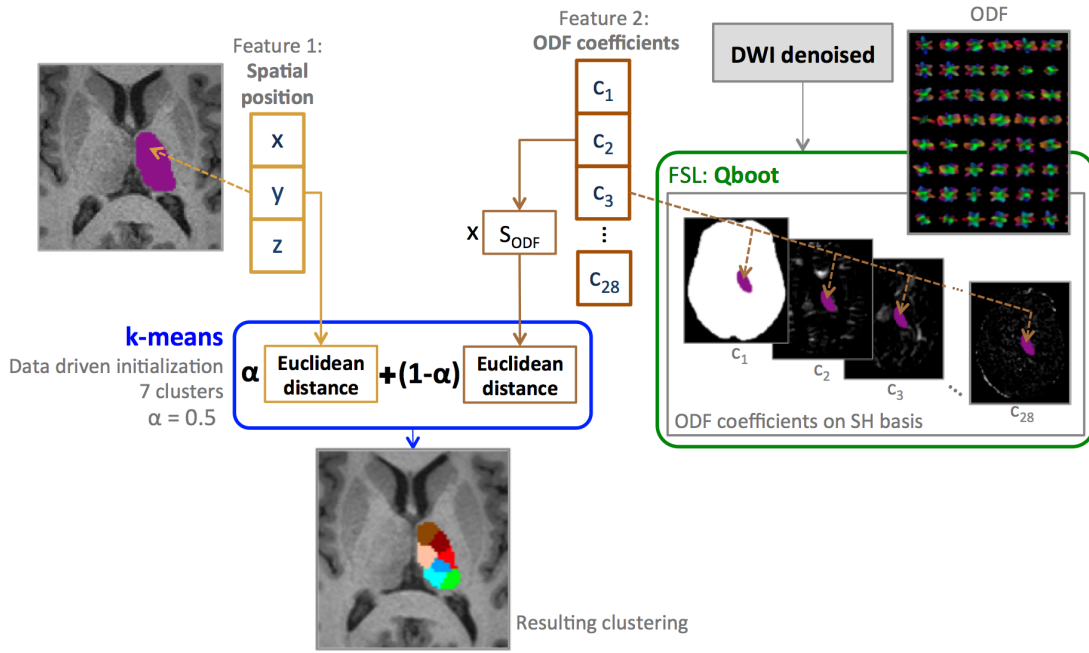 Feature 1:
Spatial
position
x
y
z
Feature 2:
ODF coefficients
c1
c2
c3
⋮
c28
x
SODF
DWI denoised
ODF
FSL: Qboot
c1
c2
c3
...
c28
ODF coefficients on SH basis
k-means
Data driven initialization
7 clusters
α = 0.5
α Euclidean distance +(1-α) Euclidean distance
Resulting clustering